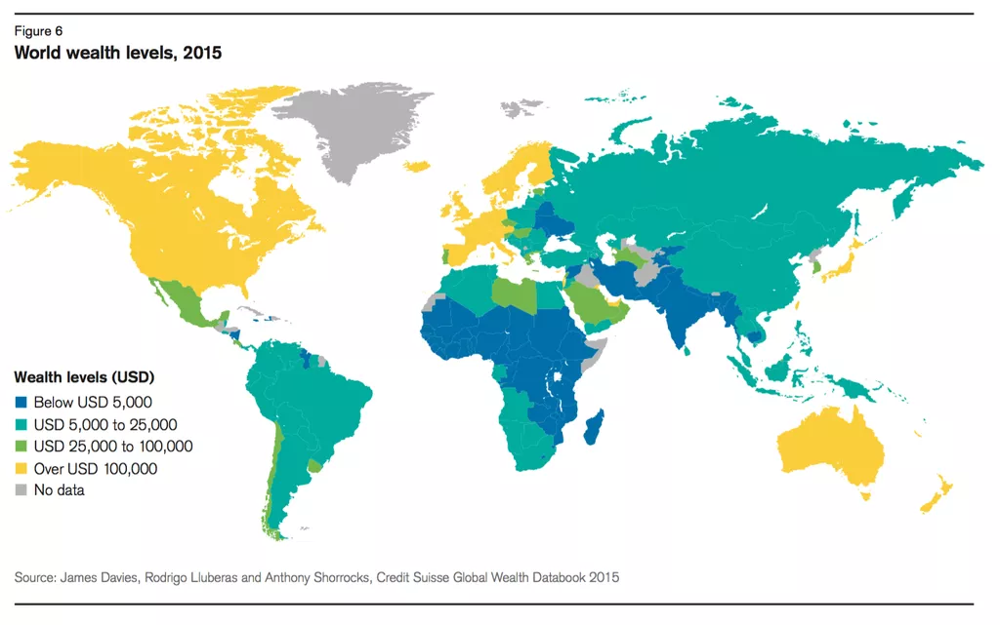 Figure 6
World wealth levels, 2015
Wealth levels (USD)
Below USD 5,000
USD 5,000 to 25,000
USD 25,000 to 100,000
Over USD 100,000
No data
Source: James Davies, Rodrigo Lluberas and Anthony Shorrocks, Credit Suisse Global Wealth Databook 2015